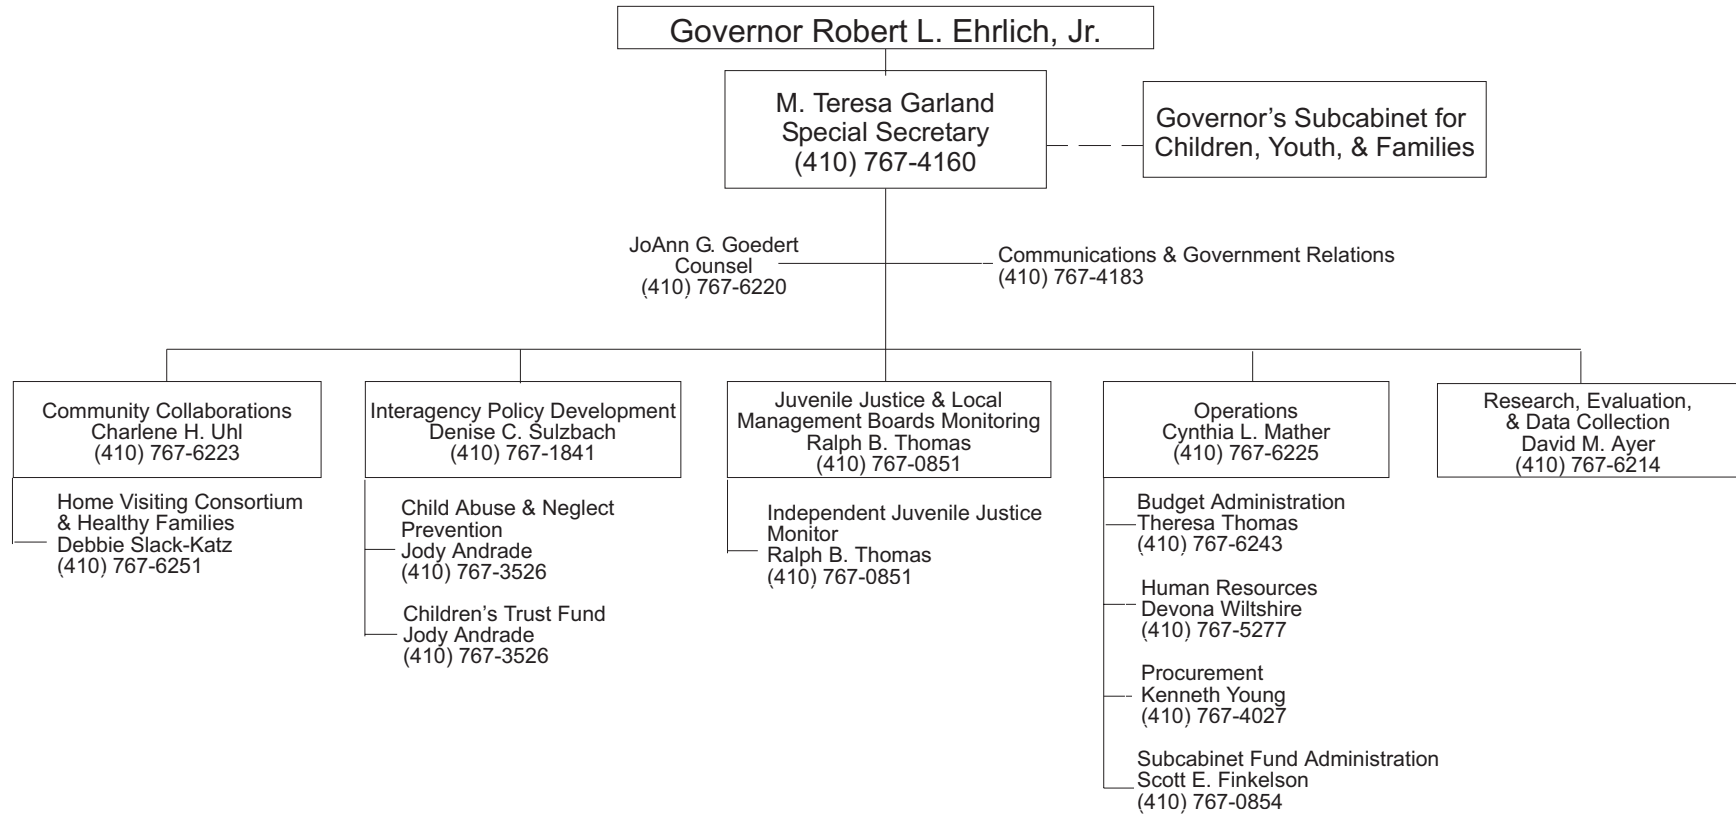 Governor Robert L. Ehrlich, Jr.
M. Teresa Garland
Special Secretary
(410) 767-4160
Governor’s Subcabinet for
Children, Youth, & Families
JoAnn G. Goedert
Counsel
(410) 767-6220
Communications & Government Relations
(410) 767-4183
Community Collaborations
Charlene H. Uhl
(410) 767-6223
Home Visiting Consortium
& Healthy Families
Debbie Slack-Katz
(410) 767-6251
Interagency Policy Development
Denise C. Sulzbach
(410) 767-1841
Child Abuse & Neglect
Prevention
Jody Andrade
(410) 767-3526
Children’s Trust Fund
Jody Andrade
(410) 767-3526
Juvenile Justice & Local
Management Boards Monitoring
Ralph B. Thomas
(410) 767-0851
Independent Juvenile Justice
Monitor
Ralph B. Thomas
(410) 767-0851
Operations
Cynthia L. Mather
(410) 767-6225
Budget Administration
Theresa Thomas
(410) 767-6243
Human Resources
Devona Wiltshire
(410) 767-5277
Procurement
Kenneth Young
(410) 767-4027
Subcabinet Fund Administration
Scott E. Finkelson
(410) 767-0854
Research, Evaluation,
& Data Collection
David M. Ayer
(410) 767-6214